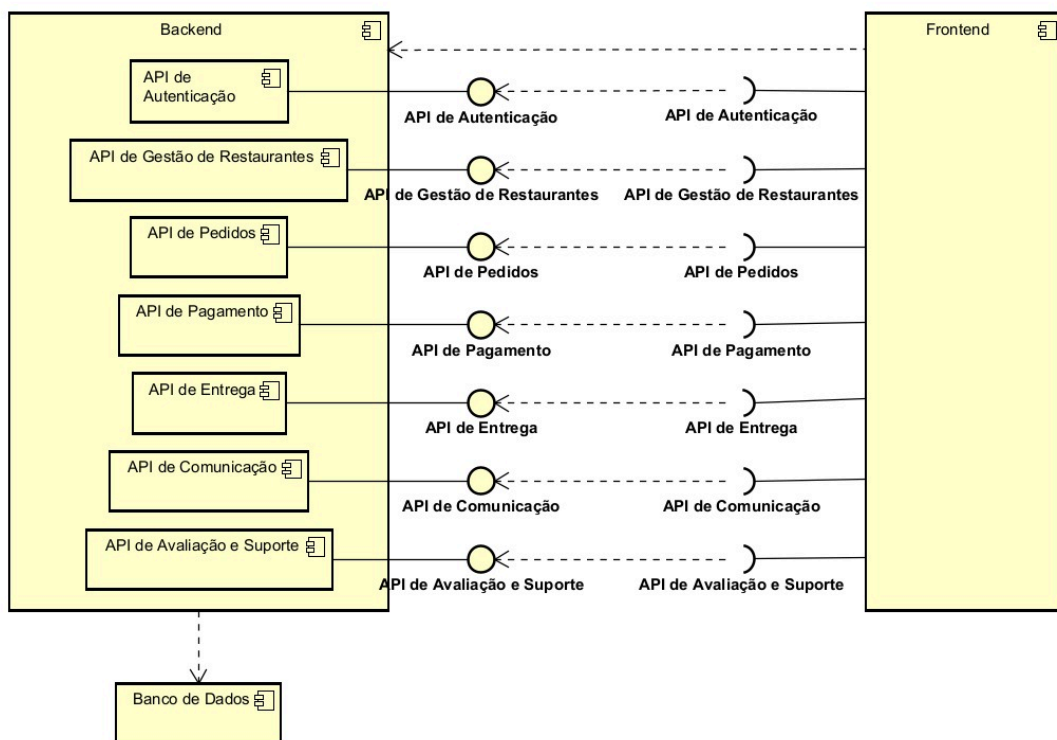 Backend
Frontend
API de
Autenticação
API de Autenticação
API de Autenticação
API de Gestão de Restaurantes
API de Gestão de Restaurantes
API de Gestão de Restaurantes
API de Pedidos
API de Pedidos
API de Pedidos
API de Pagamento
API de Pagamento
API de Pagamento
API de Entrega
API de Entrega
API de Entrega
API de Comunicação
API de Comunicação
API de Comunicação
API de Avaliação e Suporte
API de Avaliação e Suporte
API de Avaliação e Suporte
Banco de Dados